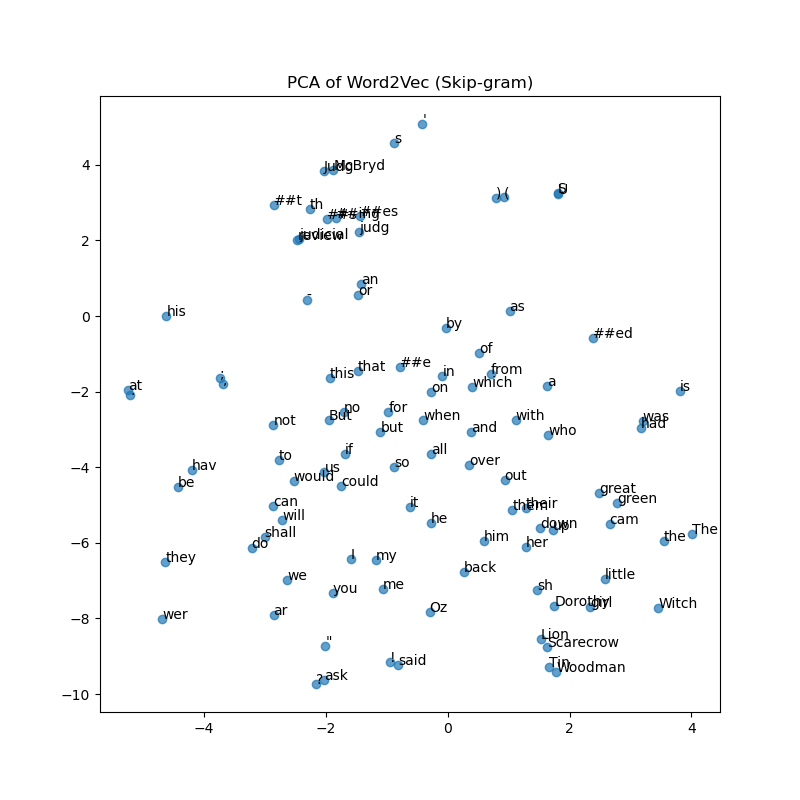 PCA of Word2Vec (Skip-gram)
'
s
4
Judg McBryd
) (
S
##t
th
##ing ##es
judg
2
judicial
review
an
or
-
his
0
as
by
##ed
of
that
##e
this
in
from
;
,
at
.
−2
on
which
a
is
no
for
But
when
with
was
had
not
but
and
who
if
all
to
so
over
−4
us
hav
would
could
out
be
great
green
can
it
them
their
will
he
down
up
cam
The
shall
do
him
her
the
−6
they
I
my
back
we
little
you
me
sh
Dorothy
girl
Witch
Oz
ar
wer
−8
"
Lion
Scarecrow
!
said
Tin
Woodman
?
ask
−10
−4
−2
0
2
4